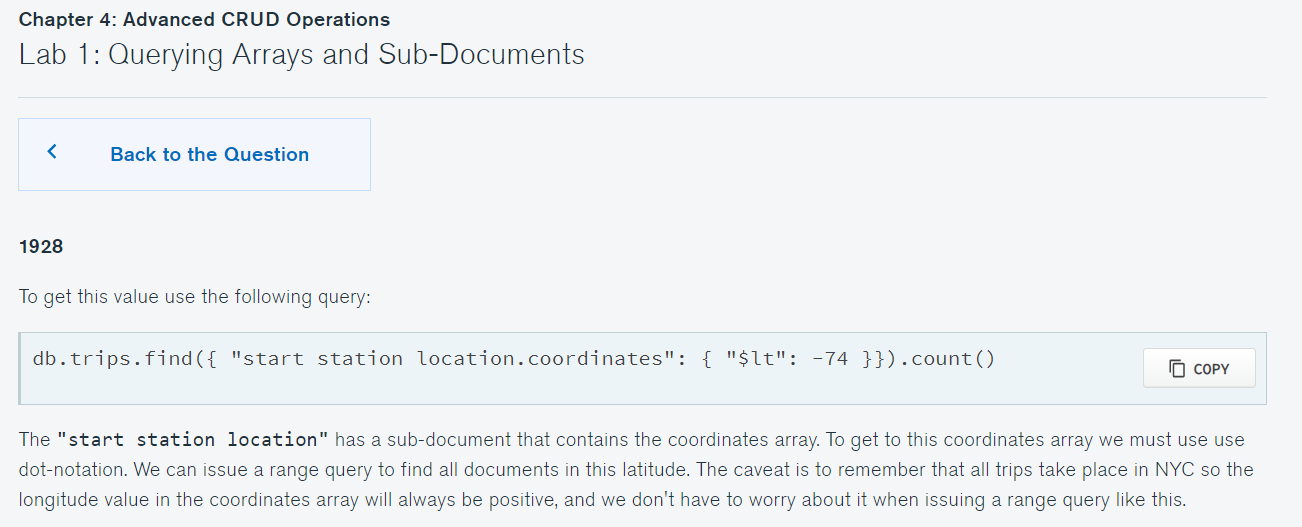 Chapter 4: Advanced CRUD Operations
Lab 1: Querying Arrays and Sub-Documents
Back to the Question
1928
To get this value use the following query:
db.trips.find({ "start station location.coordinates": { "$lt": -74 }}).count()
COPY
The "start station location" has a sub-document that contains the coordinates array. To get to this coordinates array we must use use
dot-notation. We can issue a range query to find all documents in this latitude. The caveat is to remember that all trips take place in NYC so the
longitude value in the coordinates array will always be positive, and we don't have to worry about it when issuing a range query like this.